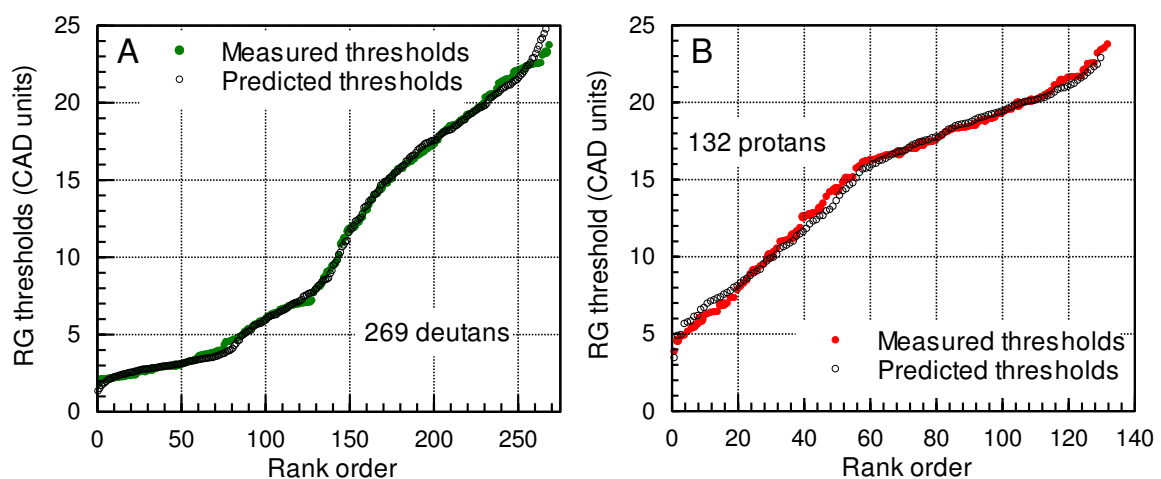 A
Measured thresholds
Predicted thresholds
269 deutans
RG thresholds (CAD units)
25
20
15
10
5
0
0 50 100 150 200 250
Rank order
B
132 protans
Measured thresholds
Predicted thresholds
RG threshold (CAD units)
25
20
15
10
5
0
0 20 40 60 80 100 120 140
Rank order